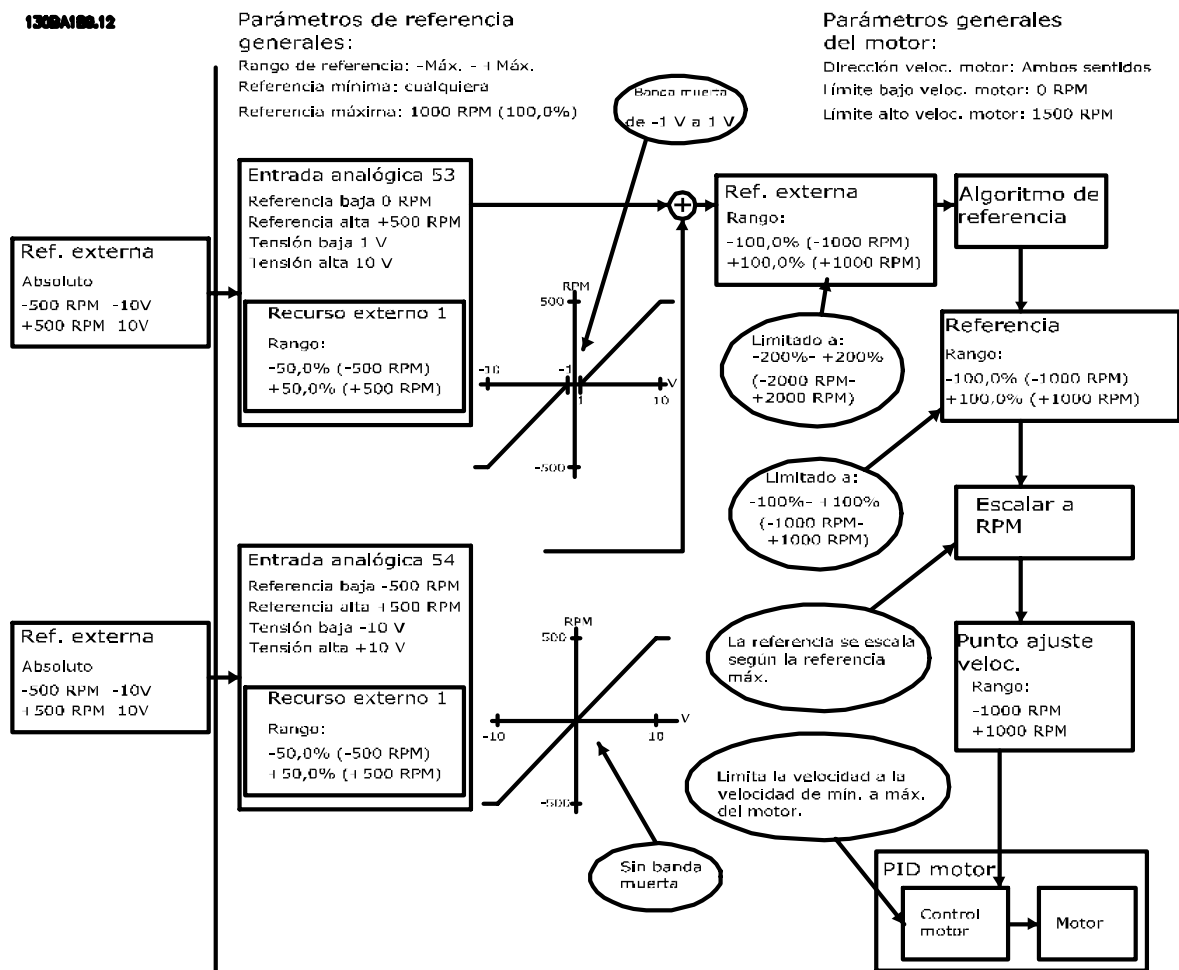 130BA189.12
Parámetros de referencia
generales:
Rango de referencia: -Máx. - +Máx.
Referencia mínima: cualquiera
Referencia máxima: 1000 RPM (100,0%)
Parámetros generales
del motor:
Dirección veloc. motor: Ambos sentidos
Límite bajo veloc. motor: 0 RPM
Límite alto veloc. motor: 1500 RPM
Banda muerta
de -1 V a 1 V
Entrada analógica 53
Referencia baja 0 RPM
Referencia alta +500 RPM
Tensión baja 1 V
Tensión alta 10 V
Recurso externo 1
Rango:
-50,0% (-500 RPM)
+50,0% (+500 RPM)
Ref. externa
Absoluto
-500 RPM -10V
+500 RPM 10V
RPM
500
-10
-1
V
1
10
-500
Ref. externa
Rango:
-100,0% (-1000 RPM)
+100,0% (+1000 RPM)
Algoritmo de
referencia
Limitado a:
-200%- +200%
(-2000 RPM-
+2000 RPM)
Referencia
Rango:
-100,0% (-1000 RPM)
+100,0% (+1000 RPM)
Limitado a:
-100%- +100%
(-1000 RPM-
+1000 RPM)
Escalar a
RPM
Entrada analógica 54
Referencia baja -500 RPM
Referencia alta +500 RPM
Tensión baja -10 V
Tensión alta +10 V
Recurso externo 1
Rango:
-50,0% (-500 RPM)
+50,0% (+500 RPM)
Ref. externa
Absoluto
-500 RPM -10V
+500 RPM 10V
RPM
500
V
-10
10
-500
La referencia se escala
según la referencia
máx.
Punto ajuste
veloc.
Rango:
-1000 RPM
+1000 RPM
Limita la velocidad a la
velocidad de mín. a máx.
del motor.
Sin banda
muerta
PID motor
Control
motor
Motor